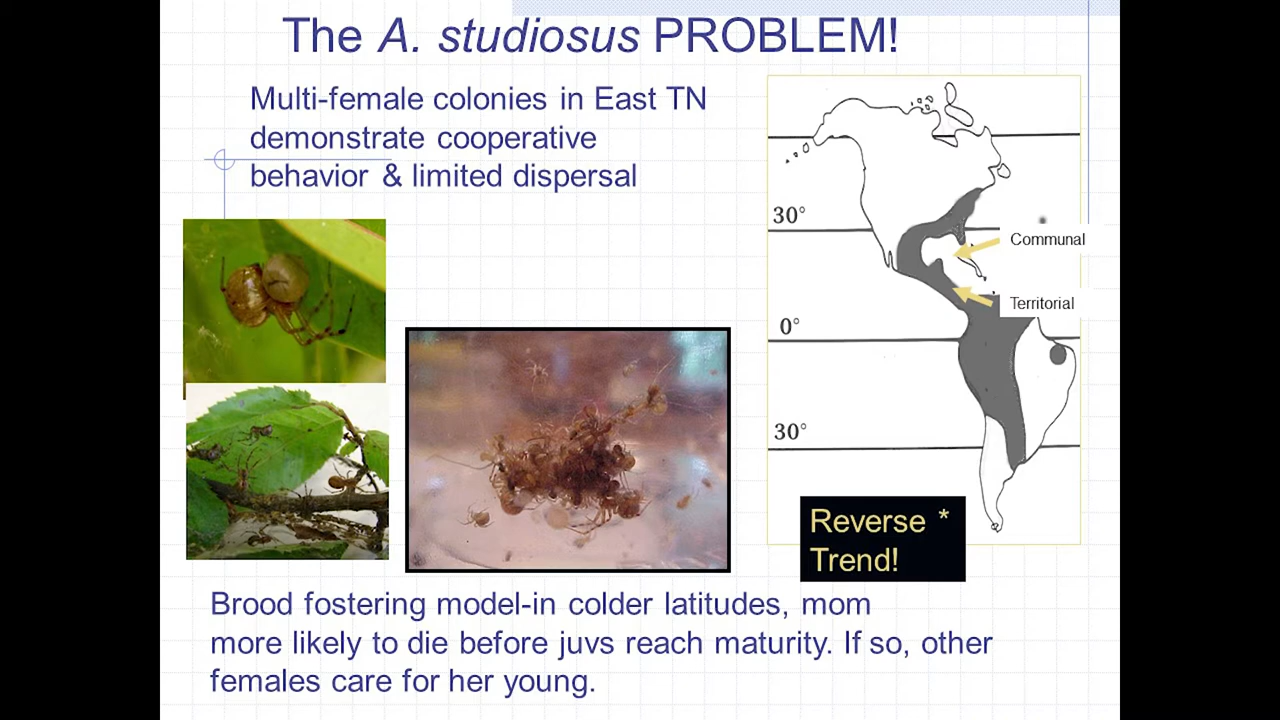 The A. studiosus PROBLEM!
Multi-female colonies in East TN
demonstrate cooperative
behavior & limited dispersal
30°
Communal
Territorial
0°
30°
Reverse *
Trend!
Brood fostering model-in colder latitudes, mom
more likely to die before juvs reach maturity. If so, other
females care for her young.